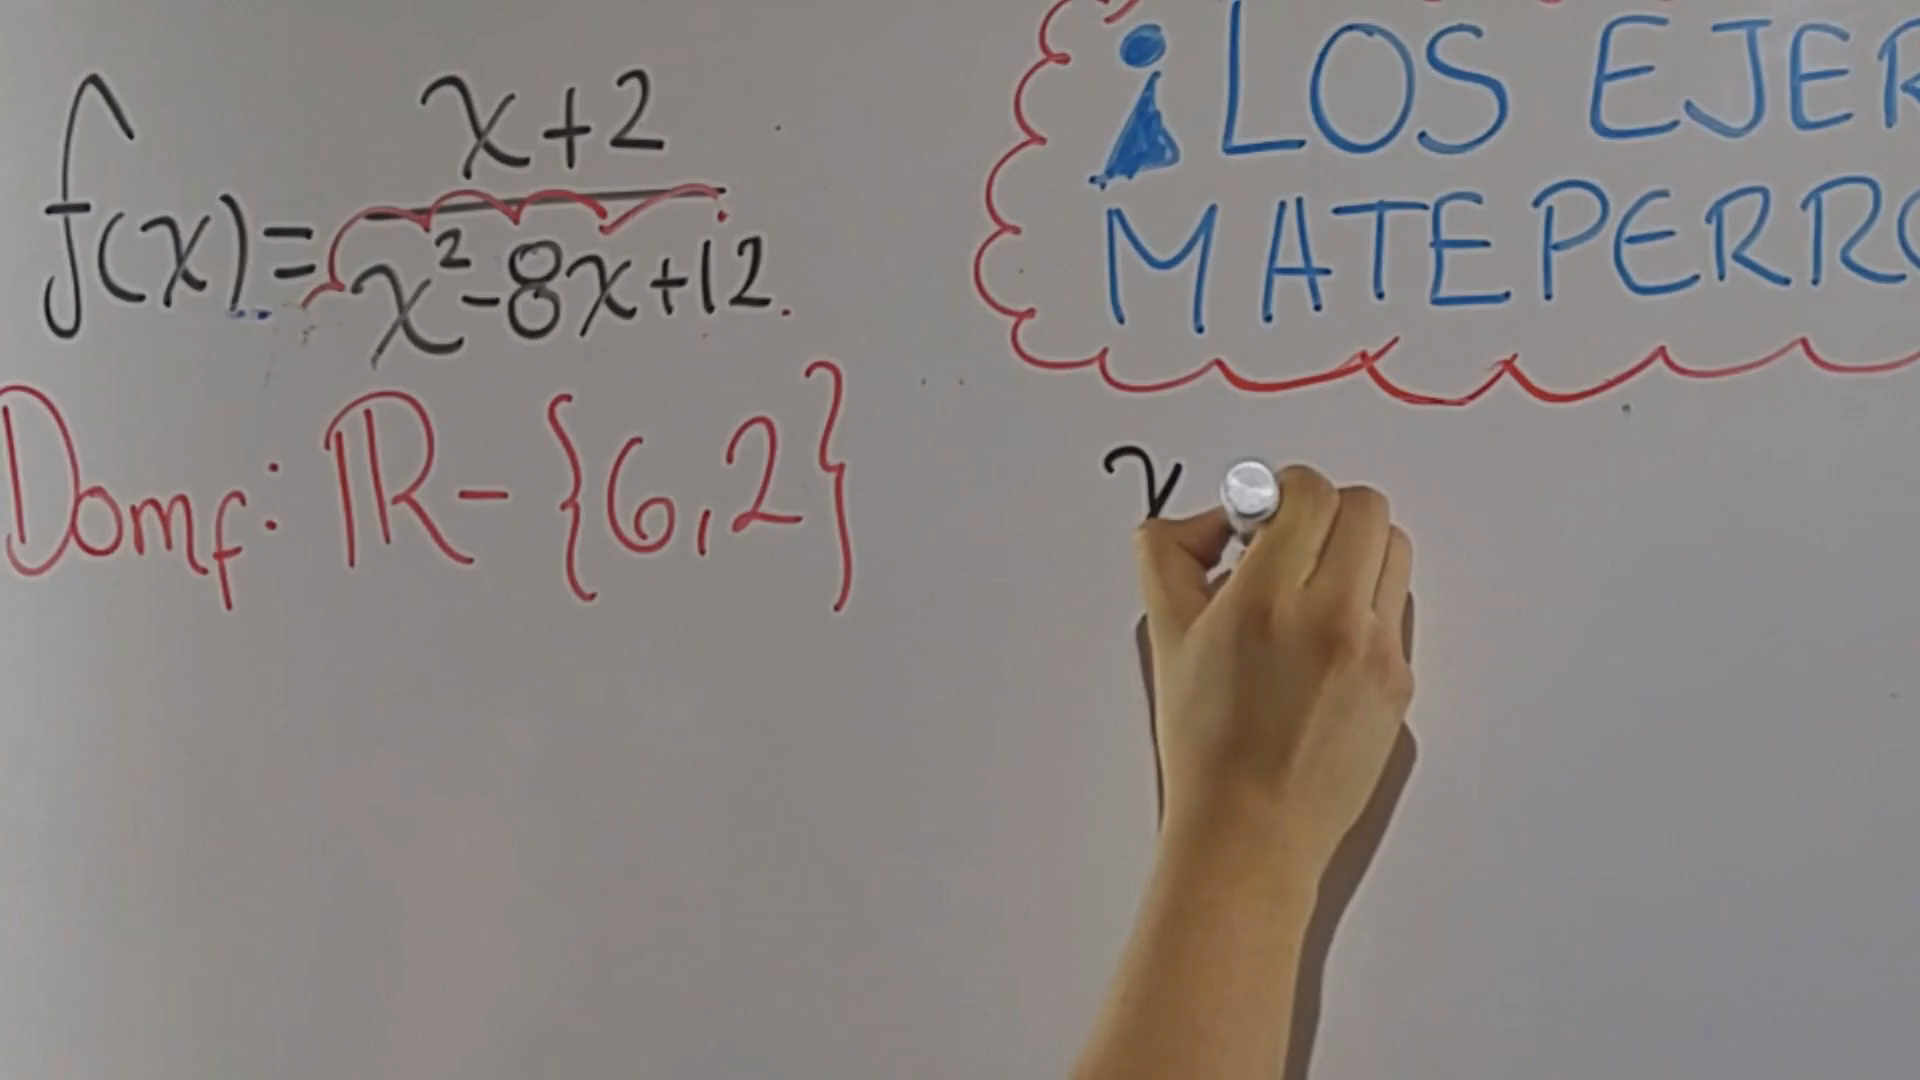 f(x) = x+2 / x²-8x+12.
Domf: ℝ - {6,2}
¡LOS EJER
MATEPERRO
x